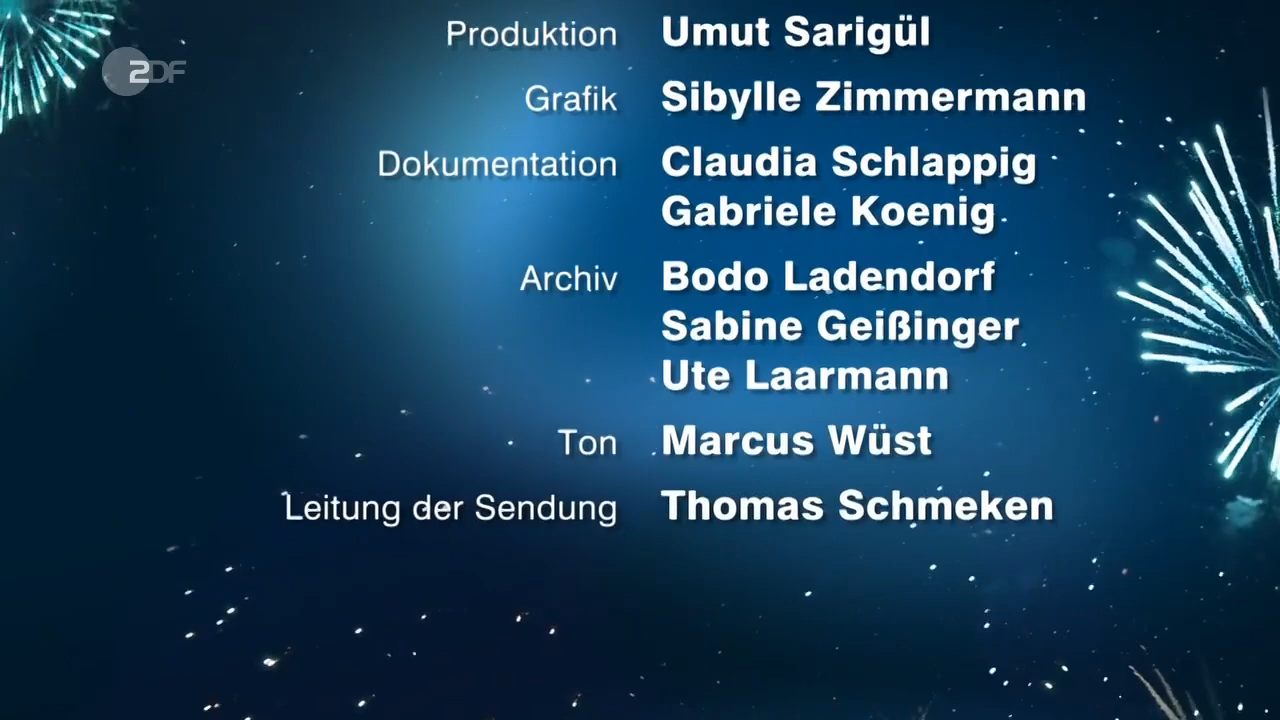 ZDF
Produktion Umut Sarigül
Grafik Sibylle Zimmermann
Dokumentation Claudia Schlappig
Gabriele Koenig
Archiv Bodo Ladendorf
Sabine Geißinger
Ute Laarmann
Ton Marcus Wüst
Leitung der Sendung Thomas Schmeken